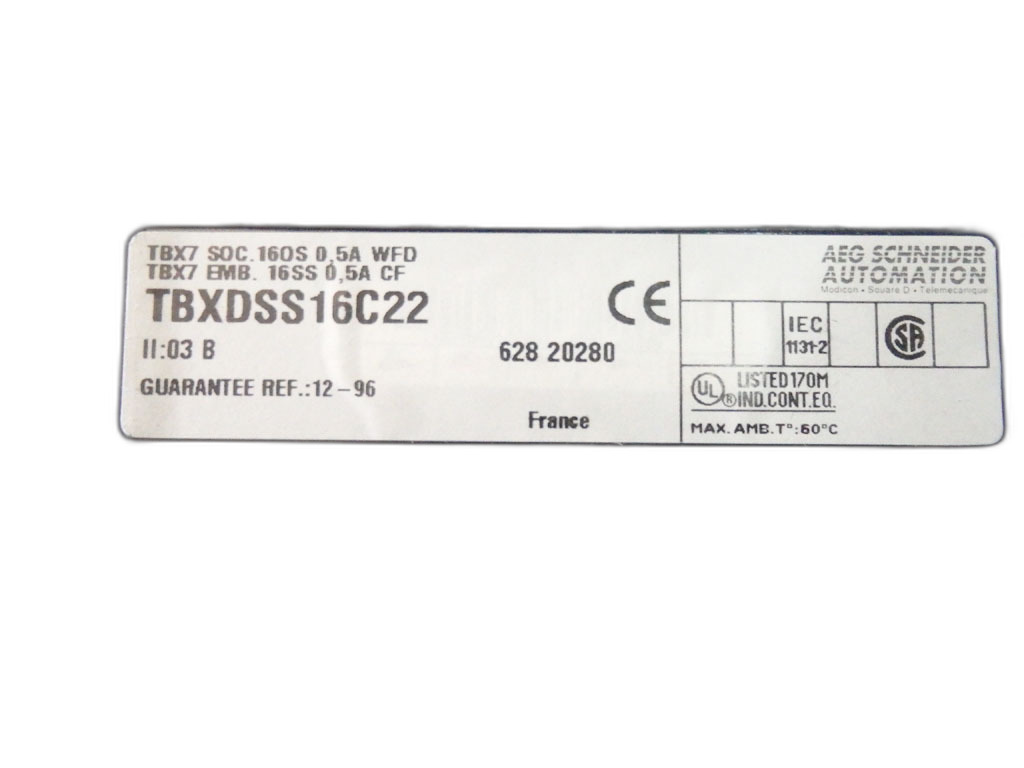 TBX7 SOC.16OS 0,5A WFD
TBX7 EMB. 16SS 0,5A CF
TBXDSS16C22
II:03 B
628 20280
GUARANTEE REF.:12-96
France
CE
AEG SCHNEIDER
AUTOMATION
Modicon • Square D • Telemecanique
IEC
1131-2
SA
UL ® LISTED 170M
IND.CONT.EQ.
MAX. AMB.T°:60°C